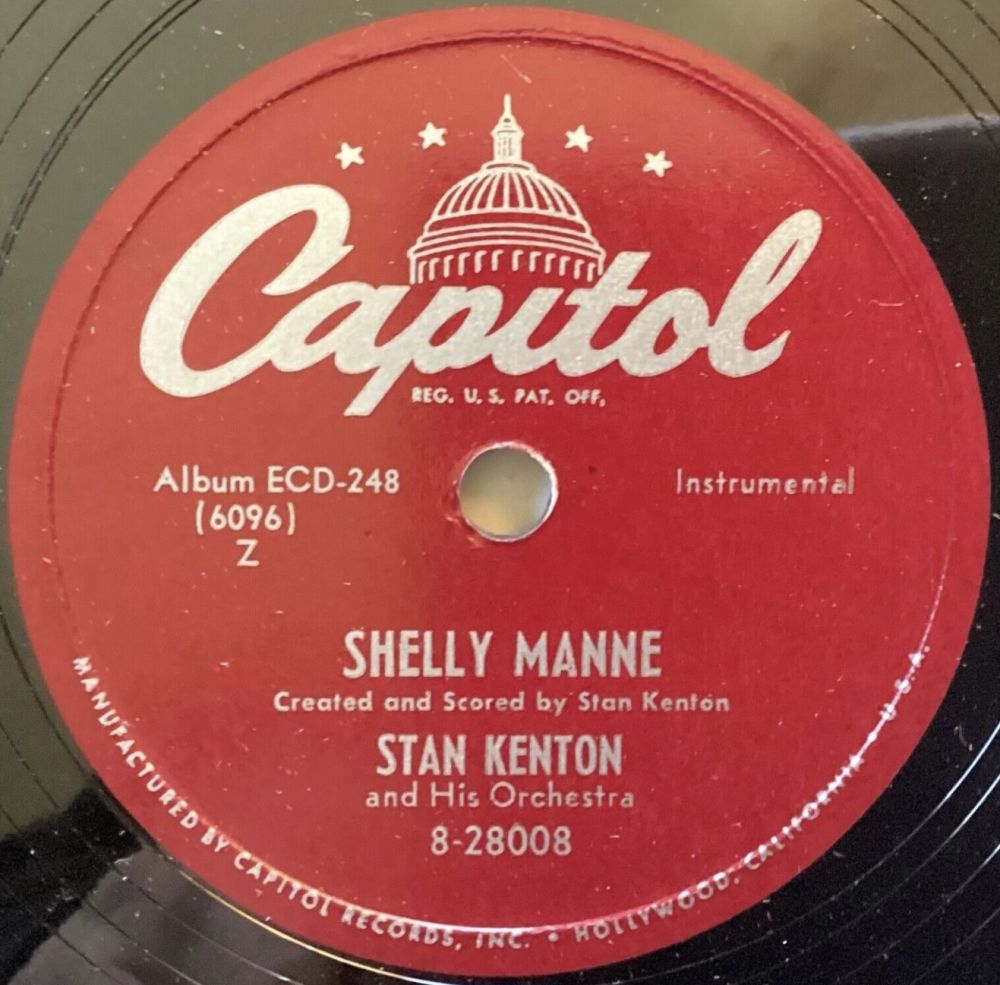 Capitol
REG. U.S. PAT. OFF.
Album ECD-248
(6096)
Z
Instrumental
SHELLY MANNE
Created and Scored by Stan Kenton
STAN KENTON
and His Orchestra
8-28008
MANUFACTURED BY CAPITOL RECORDS, INC. • HOLLYWOOD, CALIFORNIA U.S.A.